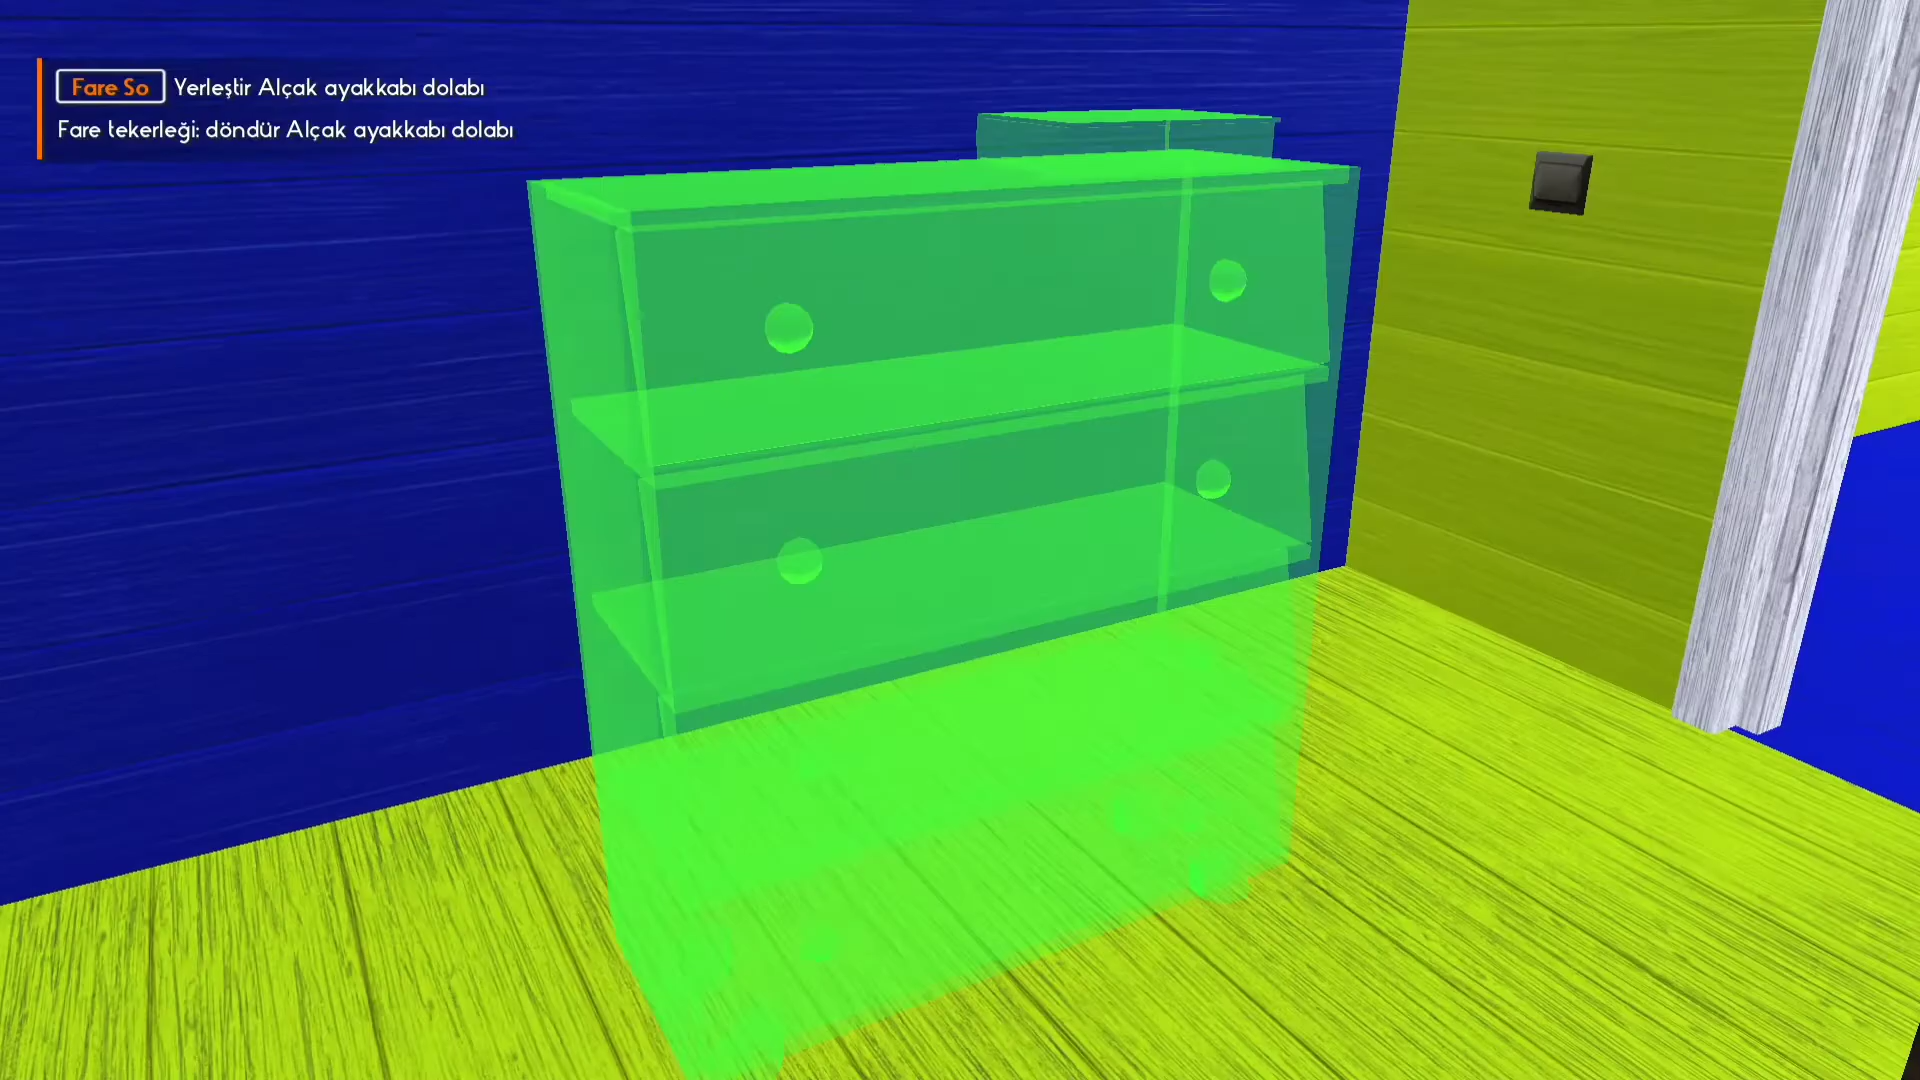 Fare So Yerleştir Alçak ayakkabı dolabı
Fare tekerleği: döndür Alçak ayakkabı dolabı